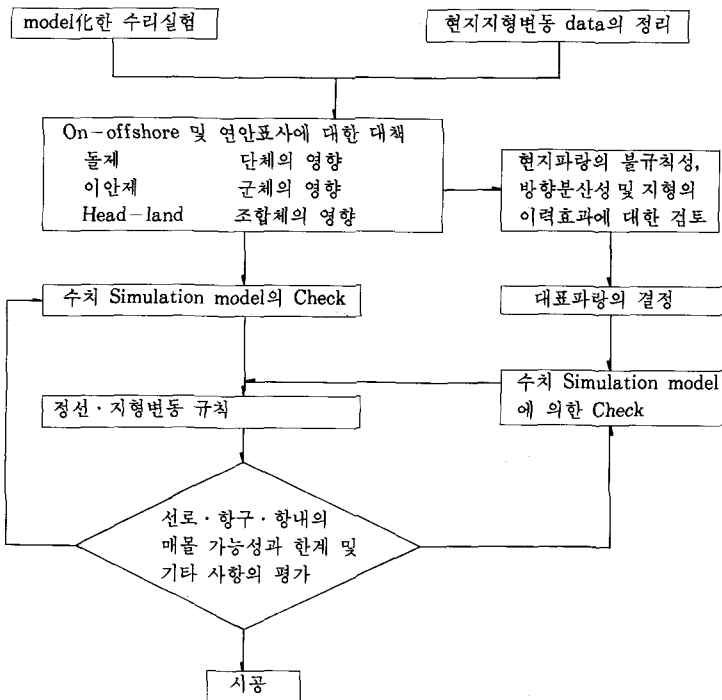 model化한 수리실험
현지지형변동 data의 정리
On-offshore 및 연안표사에 대한 대책
돌제 단체의 영향
이안제 군체의 영향
Head-land 조합체의 영향
현지파랑의 불규칙성,
방향분산성 및 지형의
이력효과에 대한 검토
수치 Simulation model의 Check
대표파랑의 결정
수치 Simulation model
에 의한 Check
정선·지형변동 규칙
선로·항구·항내의
매몰 가능성과 한계 및
기타 사항의 평가
시공